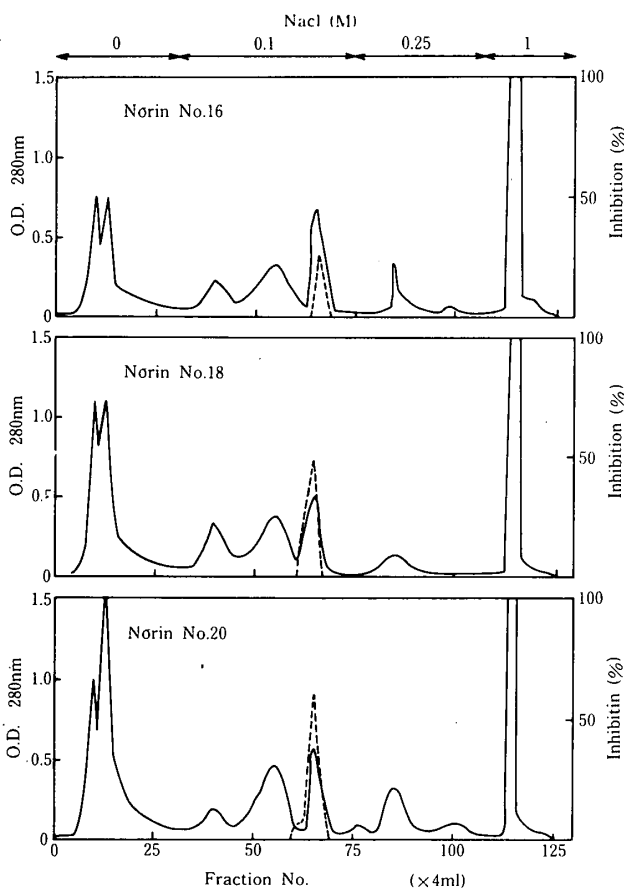 Nacl (M)
0 0.1 0.25 1
1.5 100
Norin No.16
1.0
O.D. 280nm
50
Inhibition (%)
0.5
0
1.5 100
Norin No.18
1.0
O.D. 280nm
50
Inhibition (%)
0.5
0
1.5 100
Norin No.20
1.0
O.D. 280nm
50
Inhibitin (%)
0.5
0
0 25 50 75 100 125
Fraction No. (×4ml)